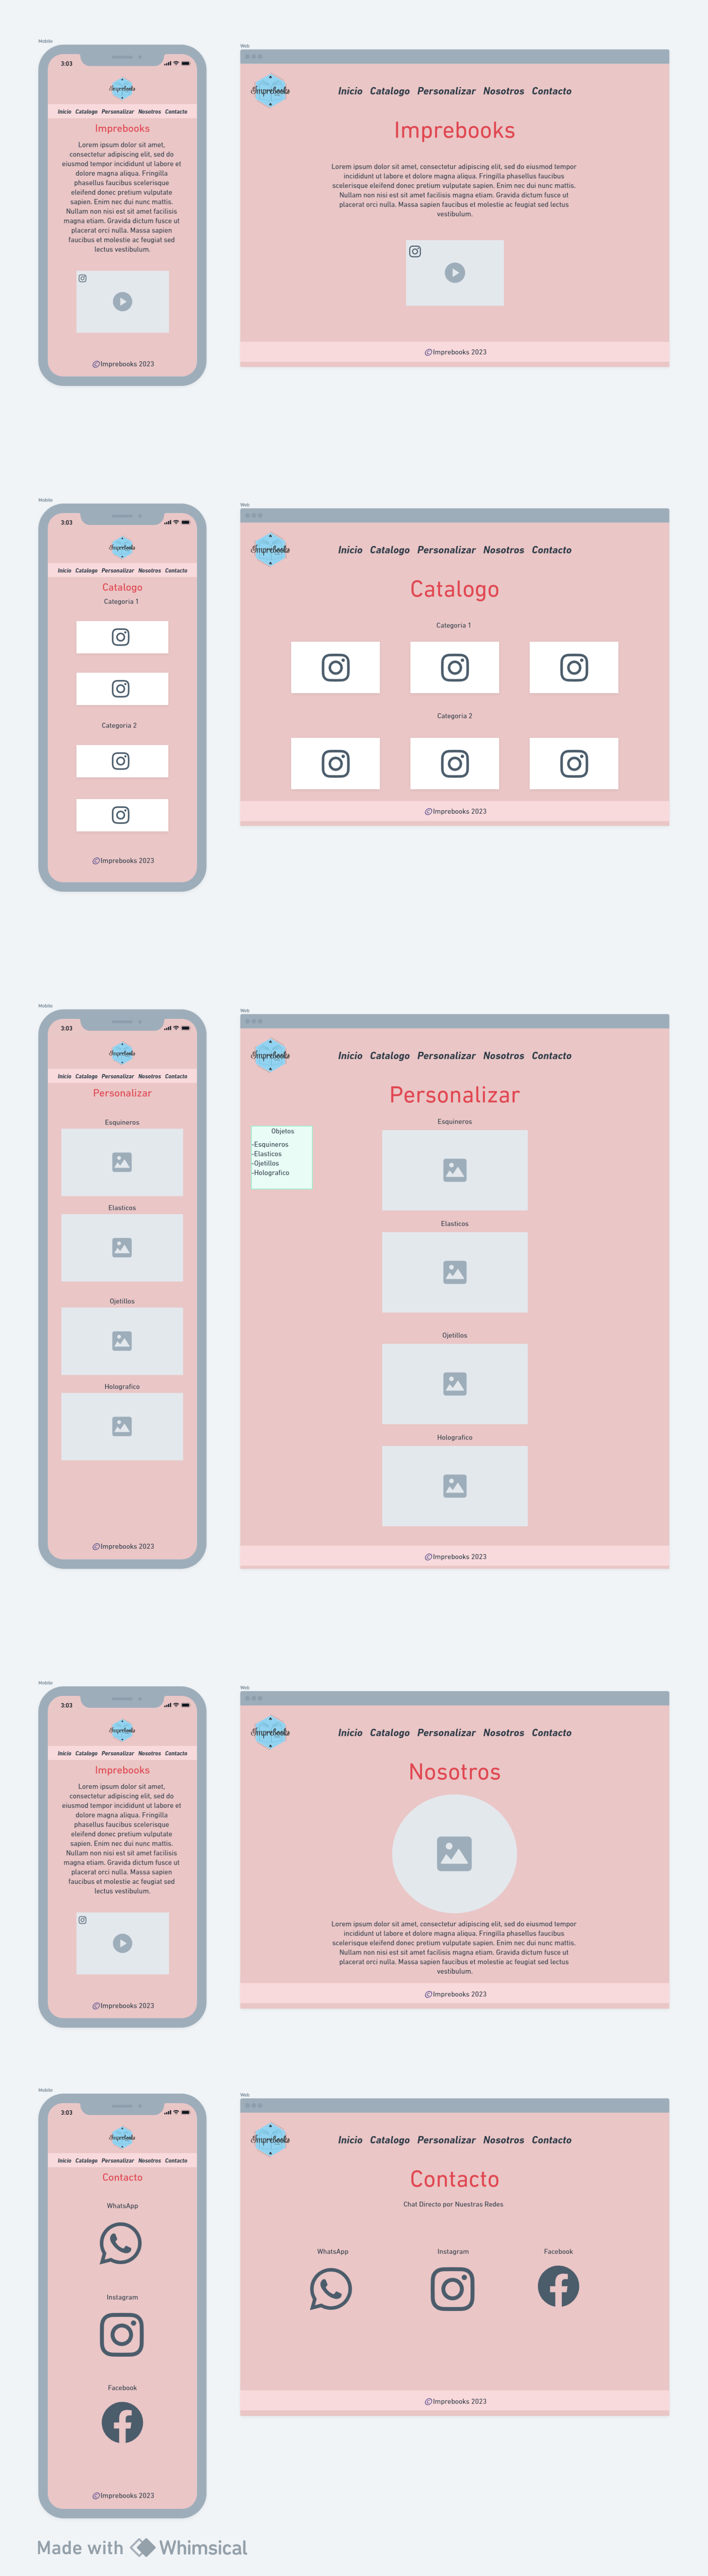 Mobile
3:03
Imprebooks
Inicio Catalogo Personalizar Nosotros Contacto
Imprebooks
Lorem ipsum dolor sit amet,
consectetur adipiscing elit, sed do
eiusmod tempor incididunt ut labore et
dolore magna aliqua. Fringilla
phasellus faucibus scelerisque
eleifend donec pretium vulputate
sapien. Enim nec dui nunc mattis.
Nullam non nisi est sit amet facilisis
magna etiam. Gravida dictum fusce ut
placerat orci nulla. Massa sapien
faucibus et molestie ac feugiat sed
lectus vestibulum.
©Imprebooks 2023
Web
Imprebooks
Inicio Catalogo Personalizar Nosotros Contacto
Imprebooks
Lorem ipsum dolor sit amet, consectetur adipiscing elit, sed do eiusmod tempor
incididunt ut labore et dolore magna aliqua. Fringilla phasellus faucibus
scelerisque eleifend donec pretium vulputate sapien. Enim nec dui nunc mattis.
Nullam non nisi est sit amet facilisis magna etiam. Gravida dictum fusce ut
placerat orci nulla. Massa sapien faucibus et molestie ac feugiat sed lectus
vestibulum.
©Imprebooks 2023
Mobile
3:03
Imprebooks
Inicio Catalogo Personalizar Nosotros Contacto
Catalogo
Categoria 1
Categoria 2
©Imprebooks 2023
Web
Imprebooks
Inicio Catalogo Personalizar Nosotros Contacto
Catalogo
Categoria 1
Categoria 2
©Imprebooks 2023
Mobile
3:03
Imprebooks
Inicio Catalogo Personalizar Nosotros Contacto
Personalizar
Esquineros
Elasticos
Ojetillos
Holografico
©Imprebooks 2023
Web
Imprebooks
Inicio Catalogo Personalizar Nosotros Contacto
Personalizar
Objetos
-Esquineros
-Elasticos
-Ojetillos
-Holografico
Esquineros
Elasticos
Ojetillos
Holografico
©Imprebooks 2023
Mobile
3:03
Imprebooks
Inicio Catalogo Personalizar Nosotros Contacto
Imprebooks
Lorem ipsum dolor sit amet,
consectetur adipiscing elit, sed do
eiusmod tempor incididunt ut labore et
dolore magna aliqua. Fringilla
phasellus faucibus scelerisque
eleifend donec pretium vulputate
sapien. Enim nec dui nunc mattis.
Nullam non nisi est sit amet facilisis
magna etiam. Gravida dictum fusce ut
placerat orci nulla. Massa sapien
faucibus et molestie ac feugiat sed
lectus vestibulum.
©Imprebooks 2023
Web
Imprebooks
Inicio Catalogo Personalizar Nosotros Contacto
Nosotros
Lorem ipsum dolor sit amet, consectetur adipiscing elit, sed do eiusmod tempor
incididunt ut labore et dolore magna aliqua. Fringilla phasellus faucibus
scelerisque eleifend donec pretium vulputate sapien. Enim nec dui nunc mattis.
Nullam non nisi est sit amet facilisis magna etiam. Gravida dictum fusce ut
placerat orci nulla. Massa sapien faucibus et molestie ac feugiat sed lectus
vestibulum.
©Imprebooks 2023
Mobile
3:03
Imprebooks
Inicio Catalogo Personalizar Nosotros Contacto
Contacto
WhatsApp
Instagram
Facebook
©Imprebooks 2023
Web
Imprebooks
Inicio Catalogo Personalizar Nosotros Contacto
Contacto
Chat Directo por Nuestras Redes
WhatsApp Instagram Facebook
©Imprebooks 2023
Made with Whimsical